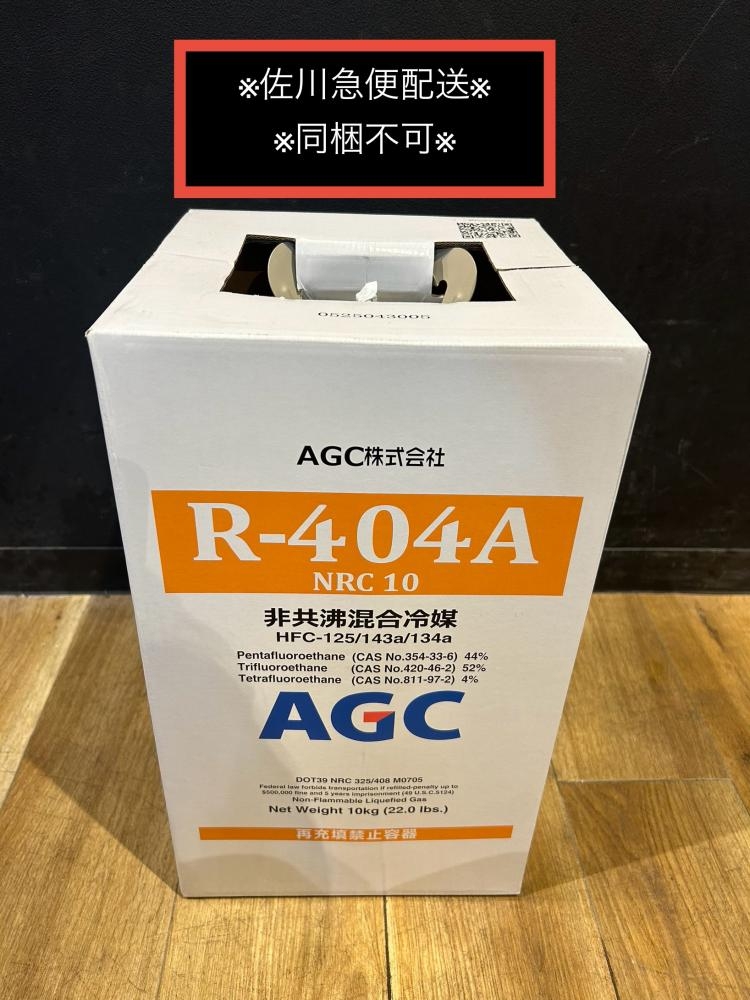 ※佐川急便配送※
※同梱不可※
0525043005
AGC株式会社
R-404A
NRC 10
非共沸混合冷媒
HFC-125/143a/134a
Pentafluoroethane (CAS No.354-33-6) 44%
Trifluoroethane (CAS No.420-46-2) 52%
Tetrafluoroethane (CAS No.811-97-2) 4%
AGC
DOT39 NRC 325/408 M0705
Federal law forbids transportation if refilled-penalty up to
$500,000 fine and 5 years imprisonment (49 U.S.C.5124)
Non-Flammable Liquefied Gas
Net Weight 10kg (22.0 lbs.)
再充填禁止容器